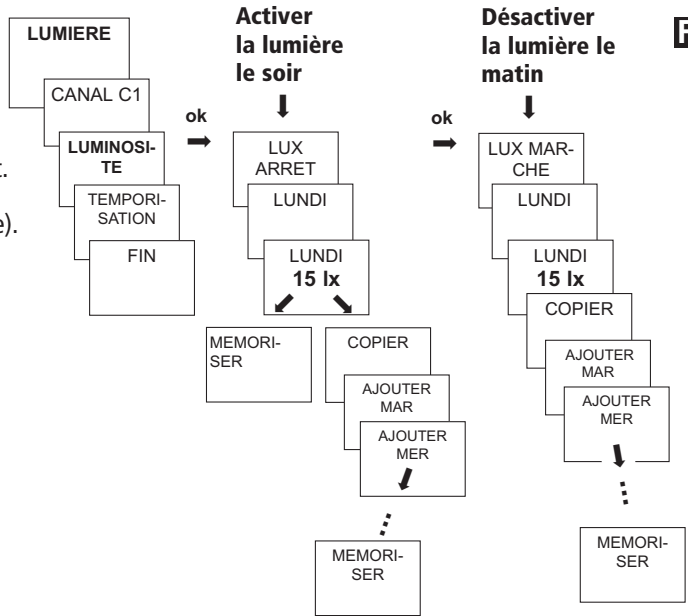 LUMIERE
CANAL C1
LUMINOSI-
TE
TEMPORI-
SATION
FIN
t.
e).
ok
Activer
la lumière
le soir
LUX
ARRET
LUNDI
LUNDI
15 lx
MEMORI-
SER
COPIER
AJOUTER
MAR
AJOUTER
MER
MEMORI-
SER
ok
Désactiver
la lumière le
matin
LUX MAR-
CHE
LUNDI
LUNDI
15 lx
COPIER
AJOUTER
MAR
AJOUTER
MER
MEMORI-
SER